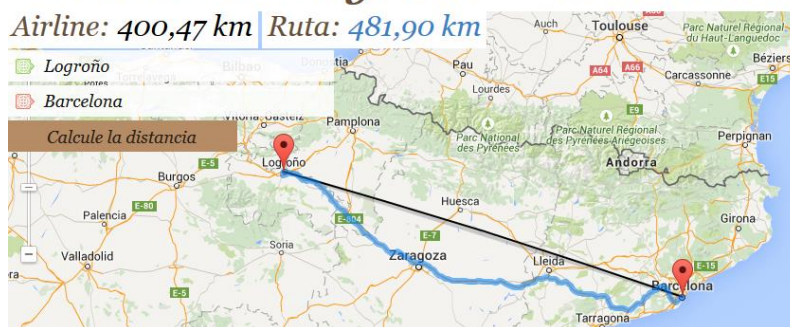 Airline: 400,47 km Ruta: 481,90 km
Logroño
Barcelona
Calcule la distancia
Auch
Toulouse
Parc Naturel Régional
du Haut-Languedoc
Béziers
A64
A66
E15
Carcassonne
Pau
Lourdes
Bilbao
Donostia
Torrelavega
Vitoria-Gasteiz
Pamplona
E9
Parc National
des Pyrénées
Parc Naturel Régional
des Pyrénées-Ariégeoises
Perpignan
Andorra
E-5
Logroño
Burgos
E-80
Huesca
Girona
Palencia
E-804
E-7
Soria
Valladolid
Zaragoza
Lleida
E-15
Barcelona
E-5
Tarragona